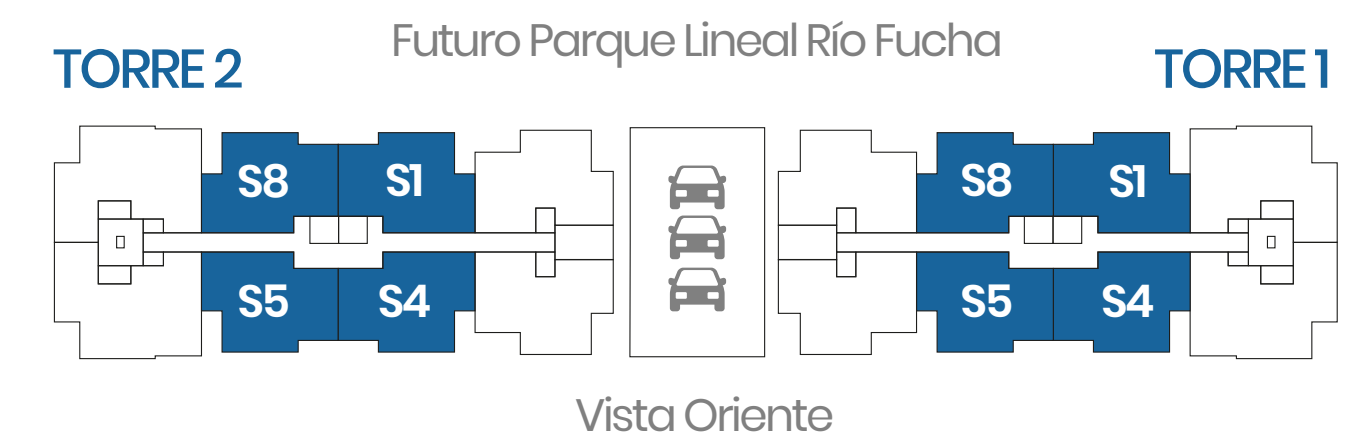 Futuro Parque Lineal Río Fucha
TORRE 2
TORRE 1
S8 S1 S8 S1
S5 S4 S5 S4
Vista Oriente